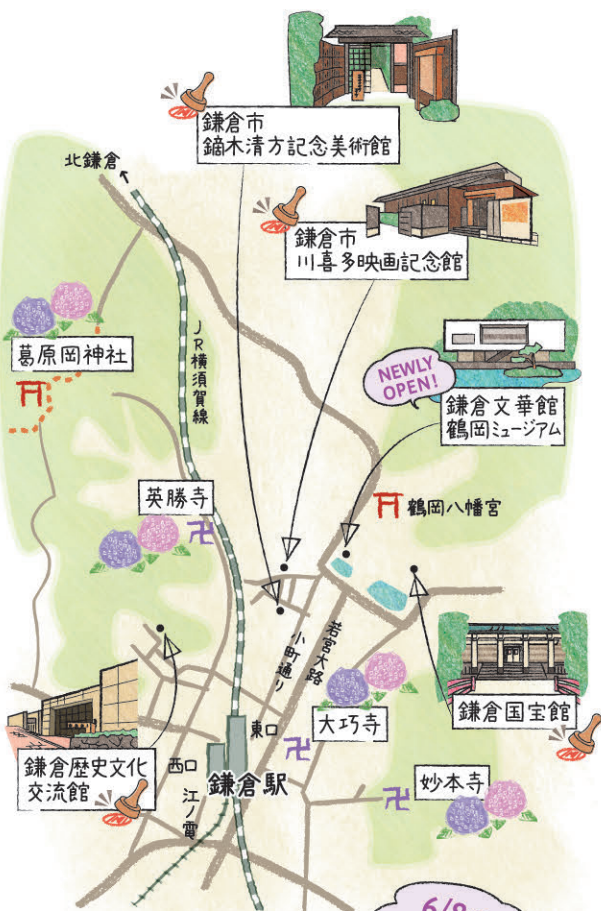 鎌倉市
鏑木清方記念美術館
北鎌倉
鎌倉市
川喜多映画記念館
JR横須賀線
葛原岡神社
NEWLY
OPEN!
鎌倉文華館
鶴岡ミュージアム
英勝寺
鶴岡八幡宮
若宮大路
小町通り
鎌倉国宝館
大巧寺
東口
鎌倉歴史文化
交流館
西口
鎌倉駅
江ノ電
妙本寺
6/8